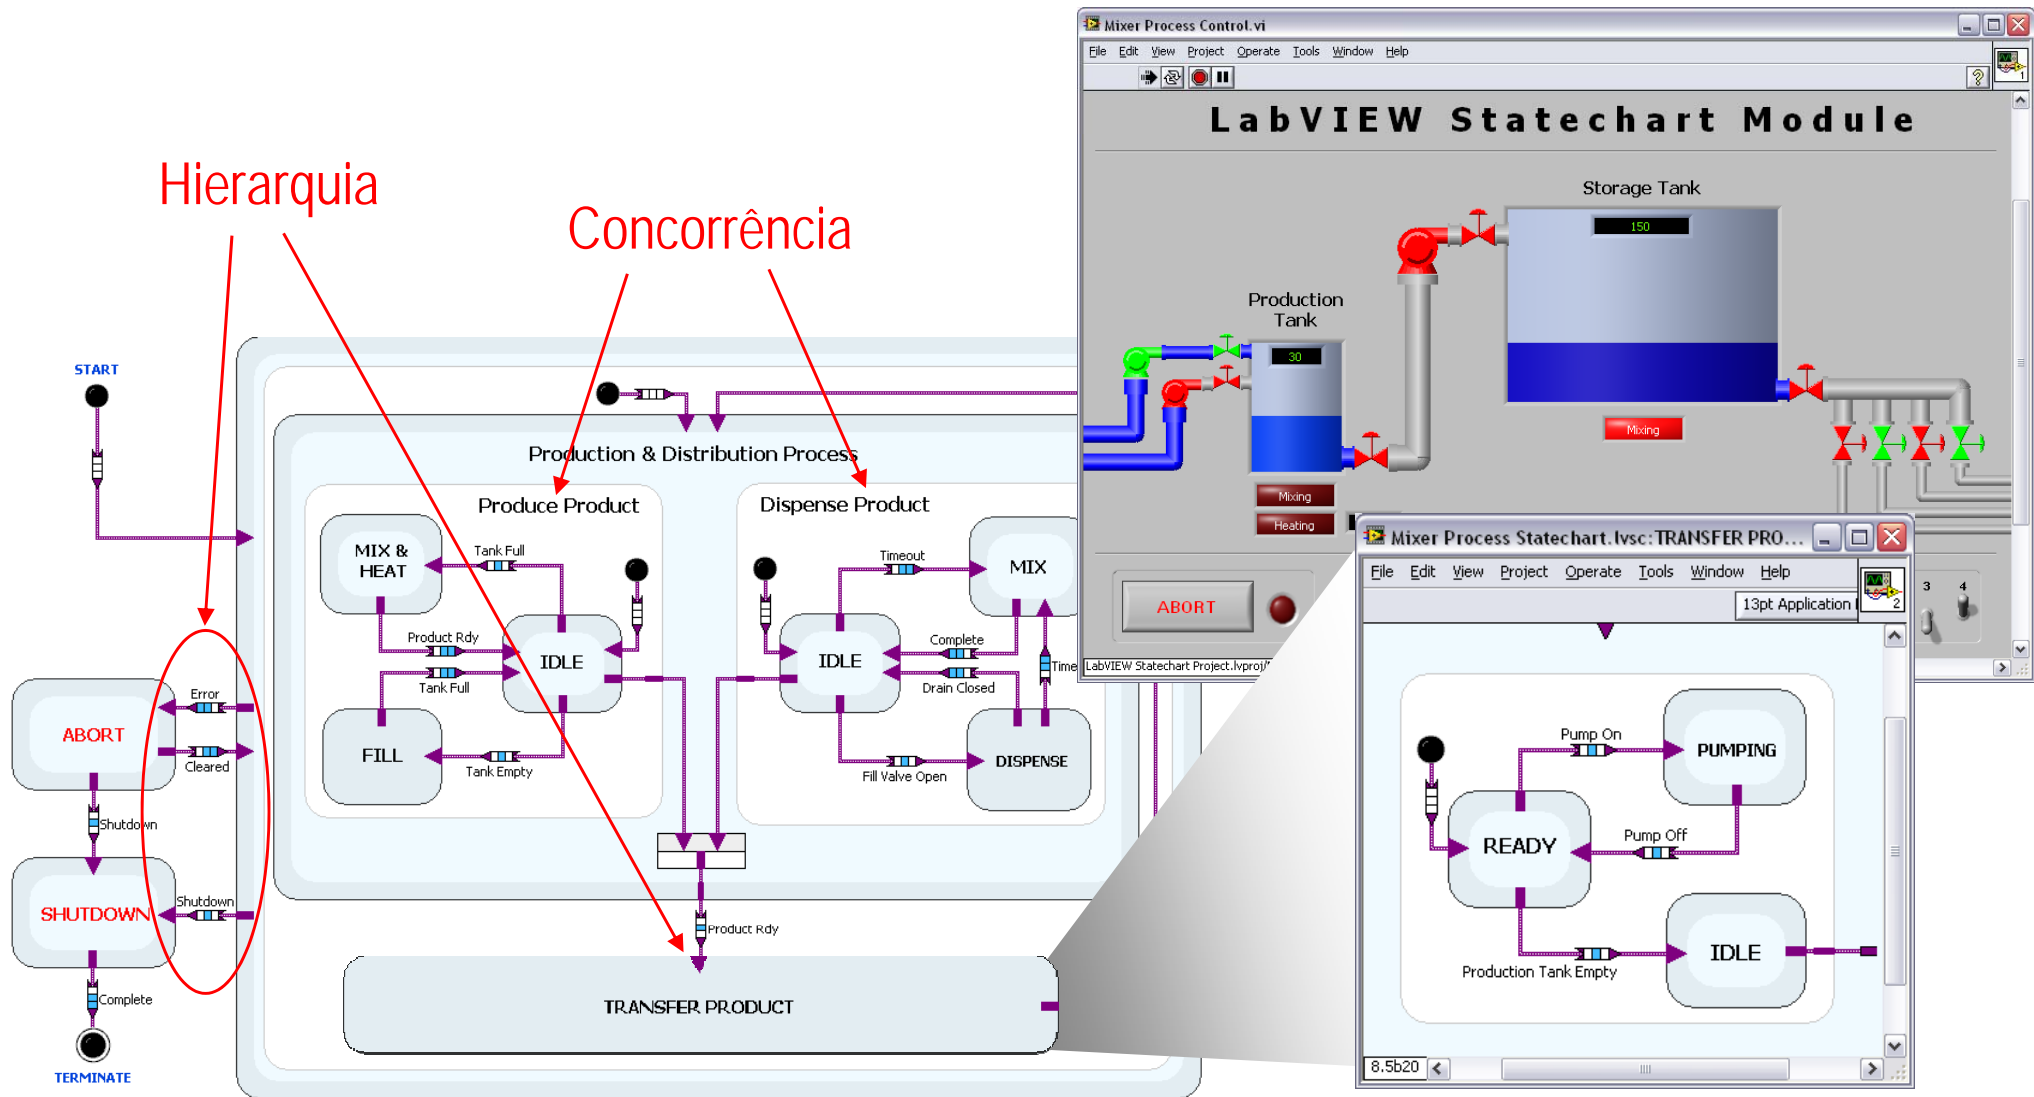 Hierarquia
Concorrência
START
Production & Distribution Process
Produce Product
MIX &
HEAT
Tank Full
Product Rdy
IDLE
Tank Full
FILL
Tank Empty
Dispense Product
Timeout
MIX
IDLE
Complete
Drain Closed
Time
DISPENSE
Fill Valve Open
Error
ABORT
Cleared
Shutdown
SHUTDOWN
Shutdown
Complete
TERMINATE
Product Rdy
TRANSFER PRODUCT
Mixer Process Control.vi
File Edit View Project Operate Tools Window Help
1
LabVIEW Statechart Module
Storage Tank
150
Production
Tank
30
Mixing
Mixing
Heating
ABORT
3 4
LabVIEW Statechart Project.lvproj/
Mixer Process Statechart.lvsc:TRANSFER PRO...
File Edit View Project Operate Tools Window Help
13pt Application
2
Pump On
PUMPING
READY
Pump Off
IDLE
Production Tank Empty
8.5b20